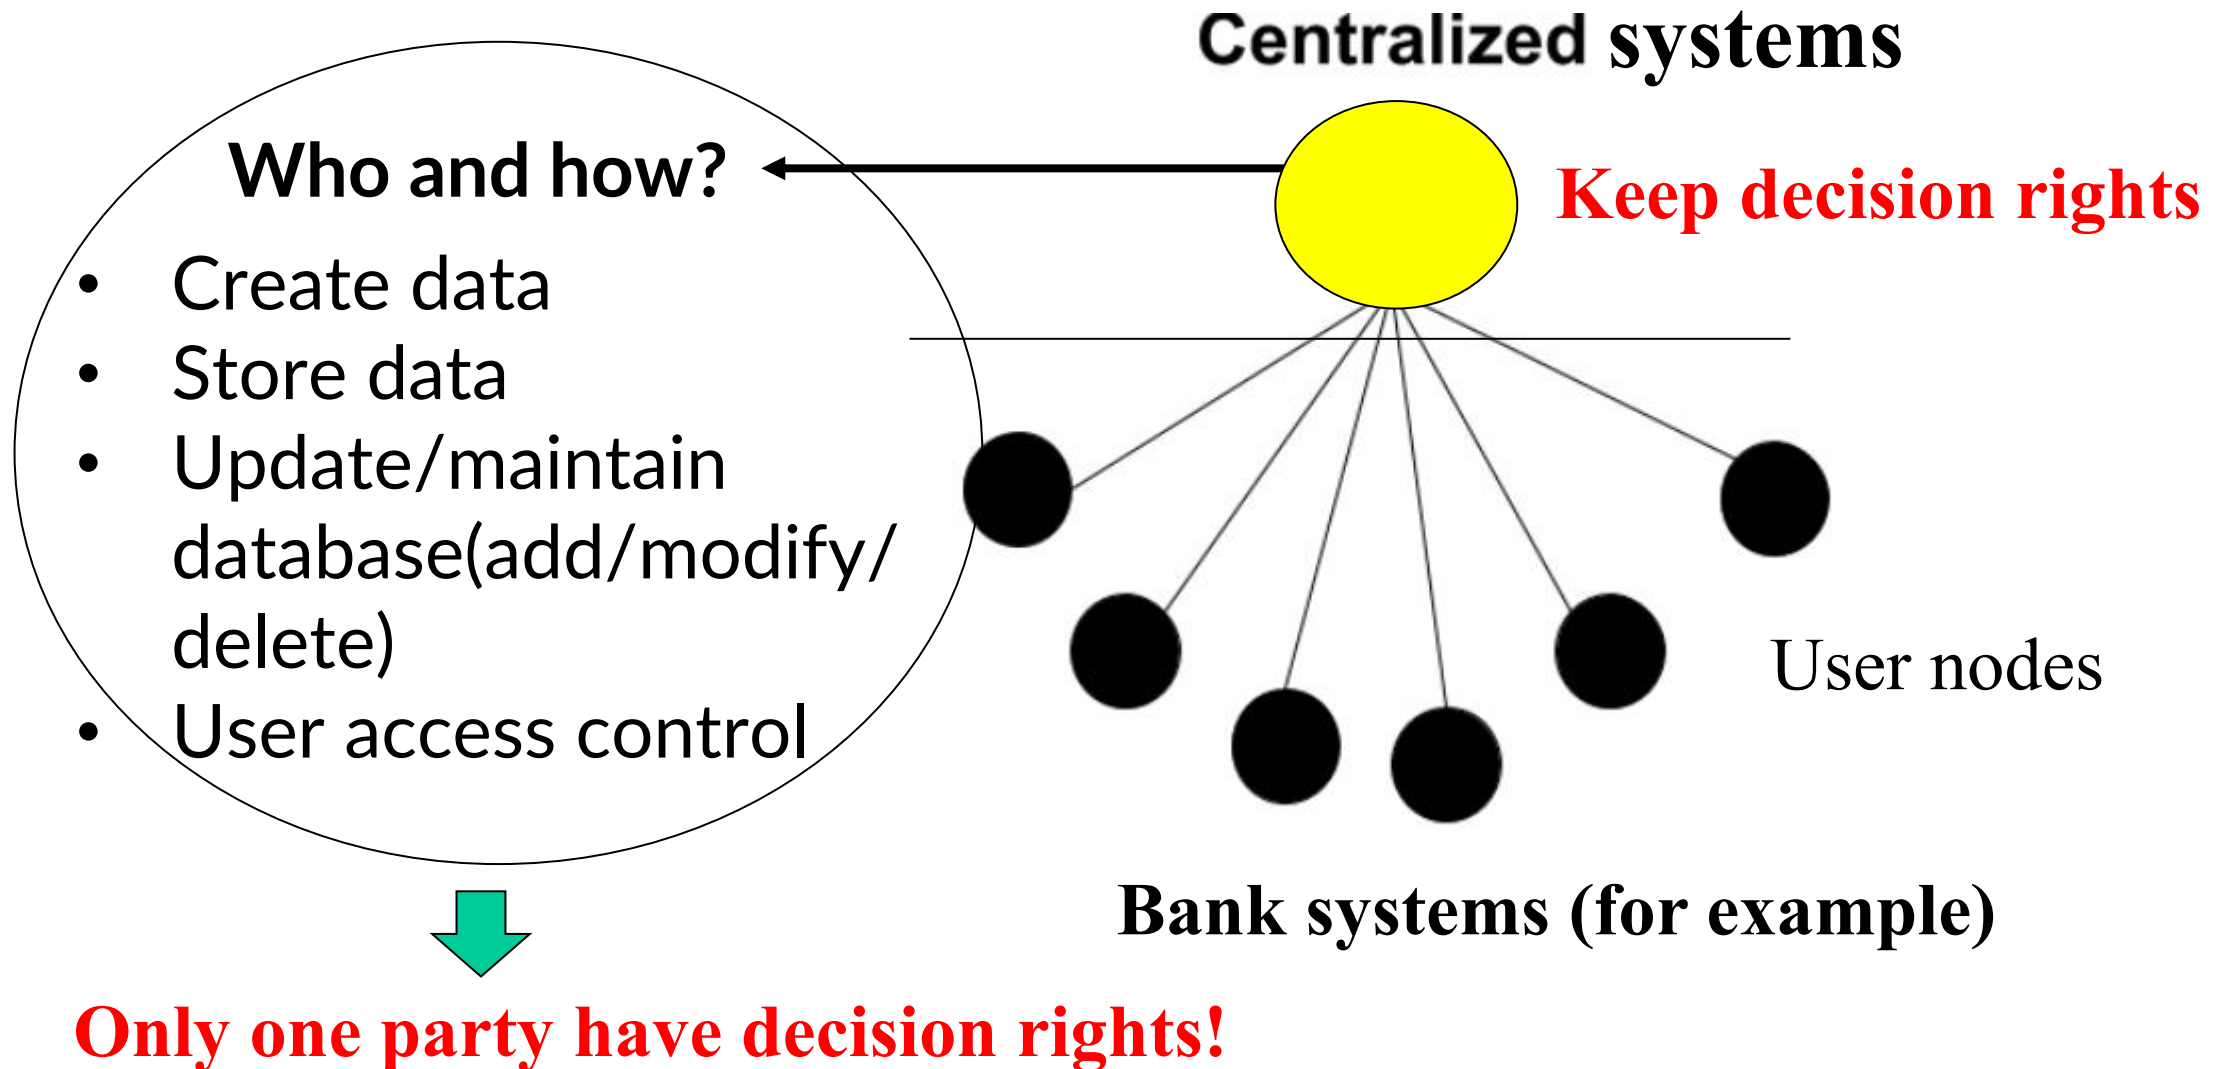 Centralized systems
Who and how?
Keep decision rights
• Create data
• Store data
• Update/maintain
database(add/modify/
delete)
• User access control
User nodes
Bank systems (for example)
Only one party have decision rights!